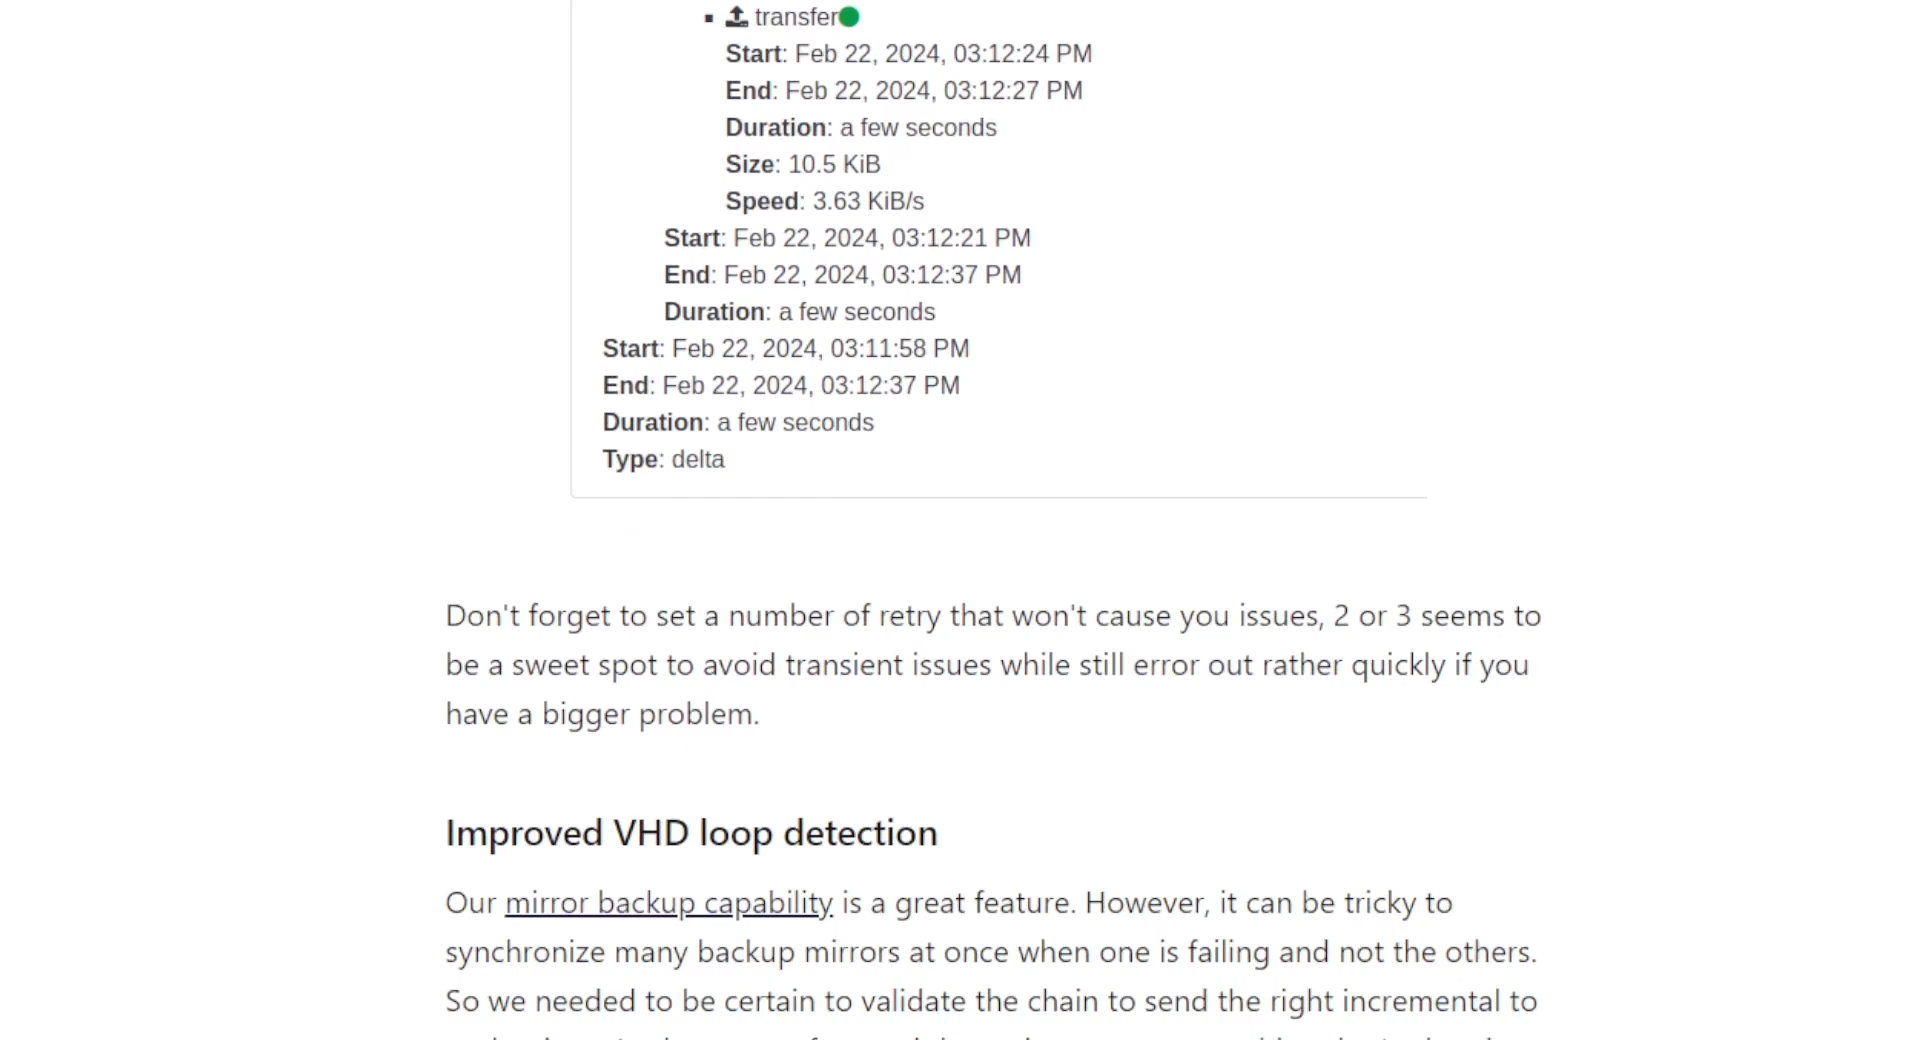 transfer
Start: Feb 22, 2024, 03:12:24 PM
End: Feb 22, 2024, 03:12:27 PM
Duration: a few seconds
Size: 10.5 KiB
Speed: 3.63 KiB/s
Start: Feb 22, 2024, 03:12:21 PM
End: Feb 22, 2024, 03:12:37 PM
Duration: a few seconds
Start: Feb 22, 2024, 03:11:58 PM
End: Feb 22, 2024, 03:12:37 PM
Duration: a few seconds
Type: delta
Don't forget to set a number of retry that won't cause you issues, 2 or 3 seems to
be a sweet spot to avoid transient issues while still error out rather quickly if you
have a bigger problem.
Improved VHD loop detection
Our mirror backup capability is a great feature. However, it can be tricky to
synchronize many backup mirrors at once when one is failing and not the others.
So we needed to be certain to validate the chain to send the right incremental to